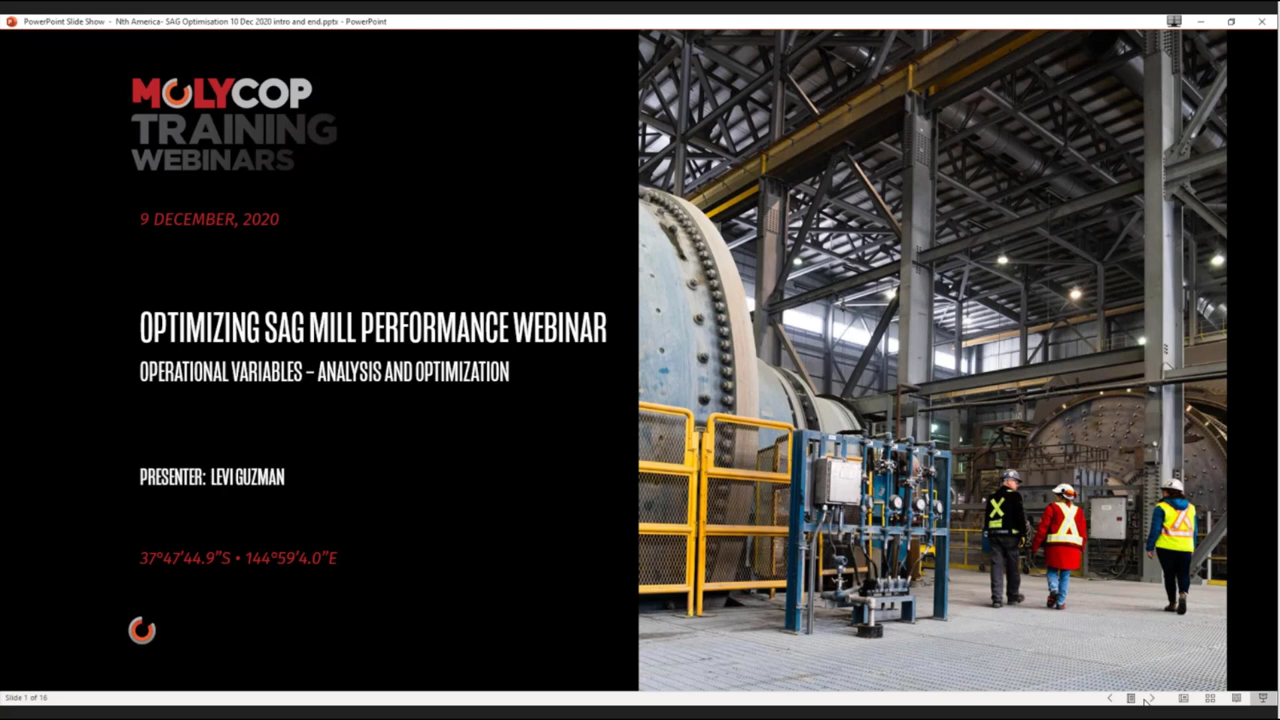 PowerPoint Slide Show - Nth America- SAG Optimisation 10 Dec 2020 intro and end.pptx - PowerPoint
MOLYCOP
TRAINING
WEBINARS
9 DECEMBER, 2020
OPTIMIZING SAG MILL PERFORMANCE WEBINAR
OPERATIONAL VARIABLES – ANALYSIS AND OPTIMIZATION
PRESENTER: LEVI GUZMAN
37°47'44.9"S • 144°59'4.0"E
Slide 1 of 16